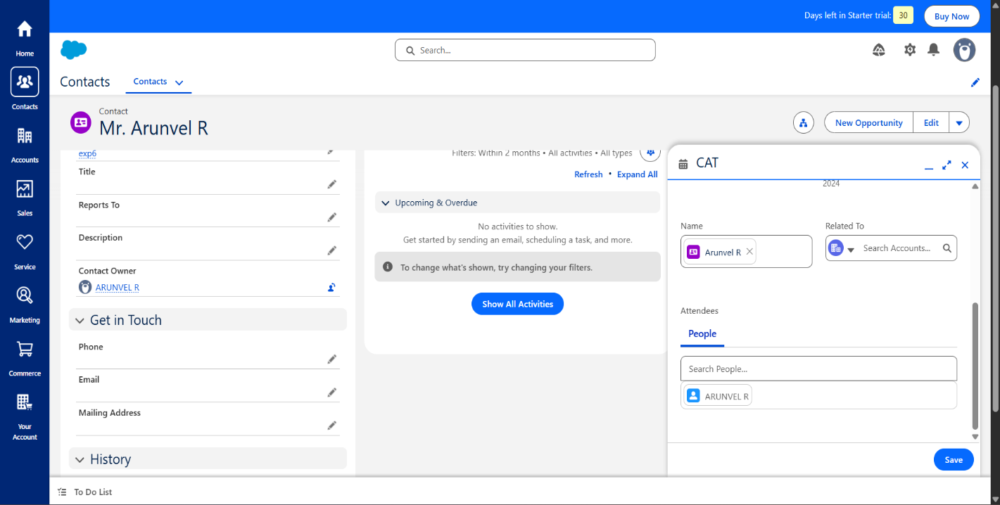 Days left in Starter trial: 30
Buy Now
Home
Contacts
Accounts
Sales
Service
Marketing
Commerce
Your
Account
Search...
Contacts
Contacts
Contact
Mr. Arunvel R
New Opportunity
Edit
exp6
Title
Reports To
Description
Contact Owner
ARUNVEL R
Get in Touch
Phone
Email
Mailing Address
History
Filters: Within 2 months • All activities • All types
Refresh • Expand All
Upcoming & Overdue
No activities to show.
Get started by sending an email, scheduling a task, and more.
To change what's shown, try changing your filters.
Show All Activities
CAT
2024
Name
Arunvel R
Related To
Search Accounts...
Attendees
People
Search People...
ARUNVEL R
Save
To Do List